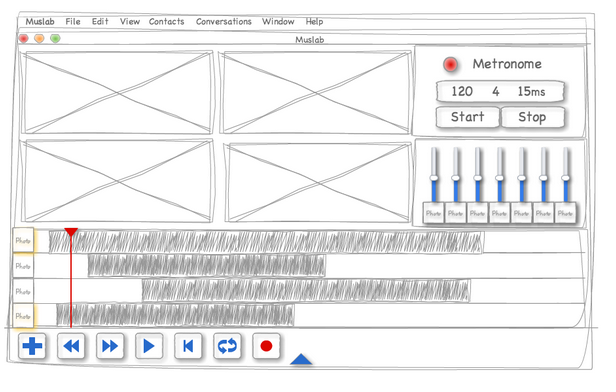 Muslab File Edit View Contacts Conversations Window Help
Muslab
Metronome
120 4 15ms
Start Stop
Photo Photo Photo Photo Photo Photo Photo
Photo
Photo
Photo
Photo